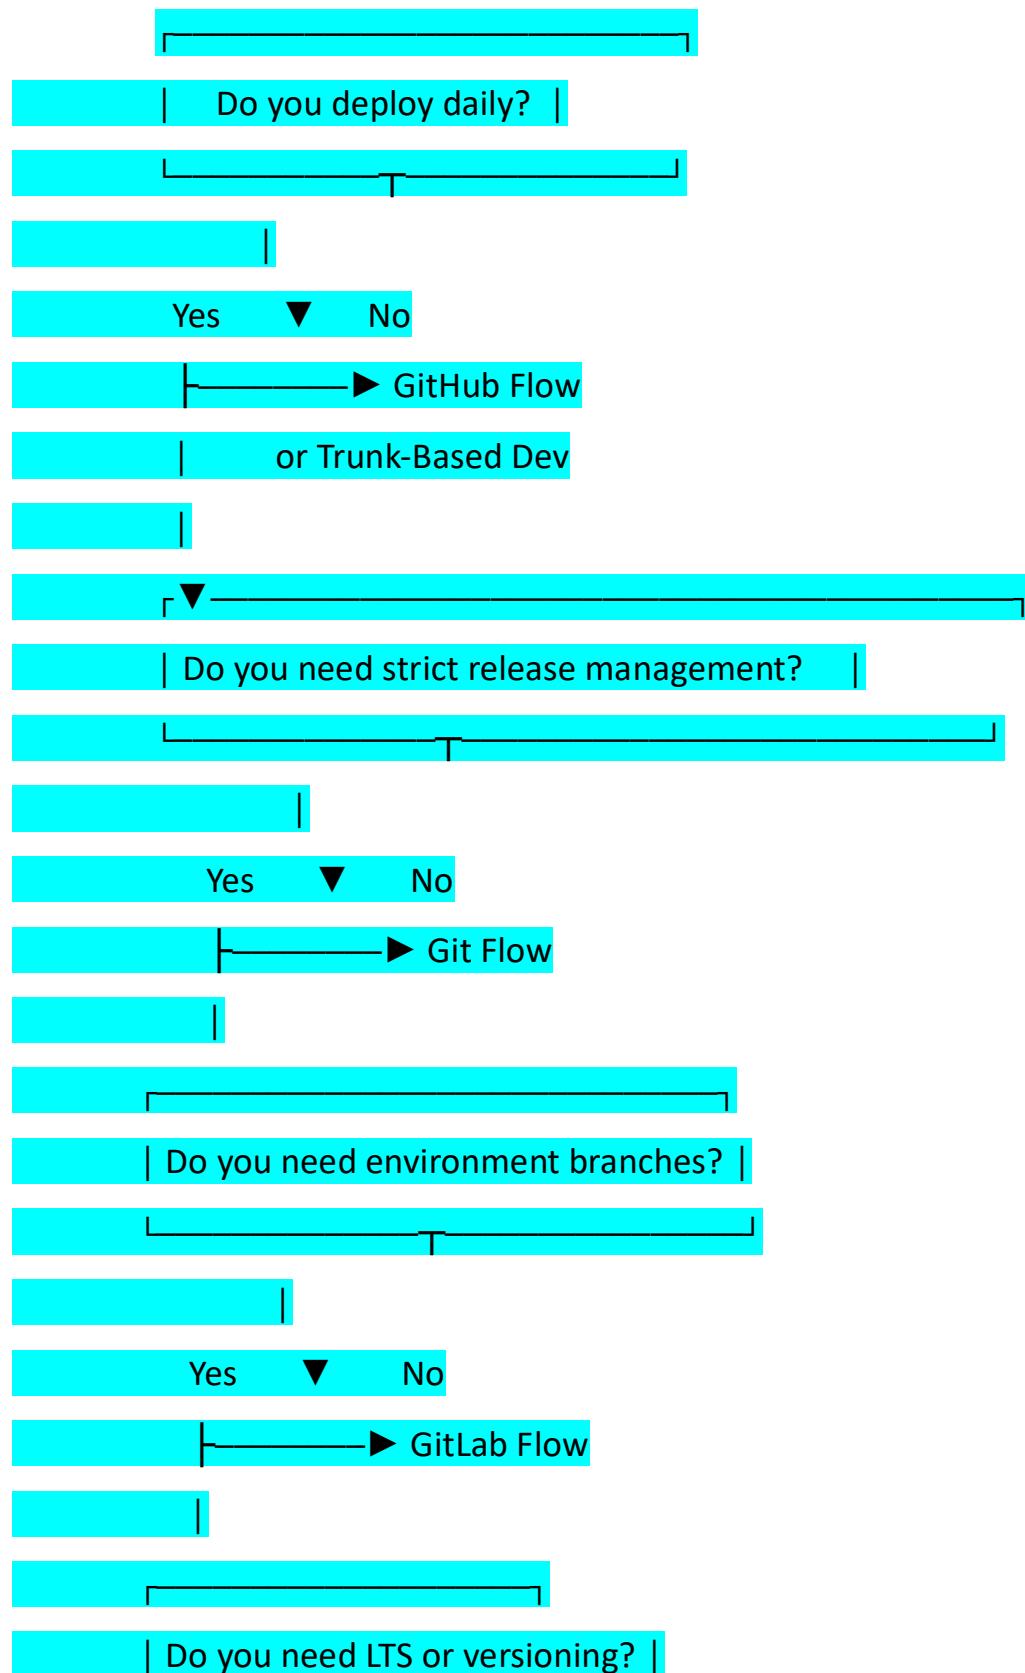 Do you deploy daily?
Yes ▼ No
► GitHub Flow
or Trunk-Based Dev
▼
Do you need strict release management?
Yes ▼ No
► Git Flow
Do you need environment branches?
Yes ▼ No
► GitLab Flow
Do you need LTS or versioning?